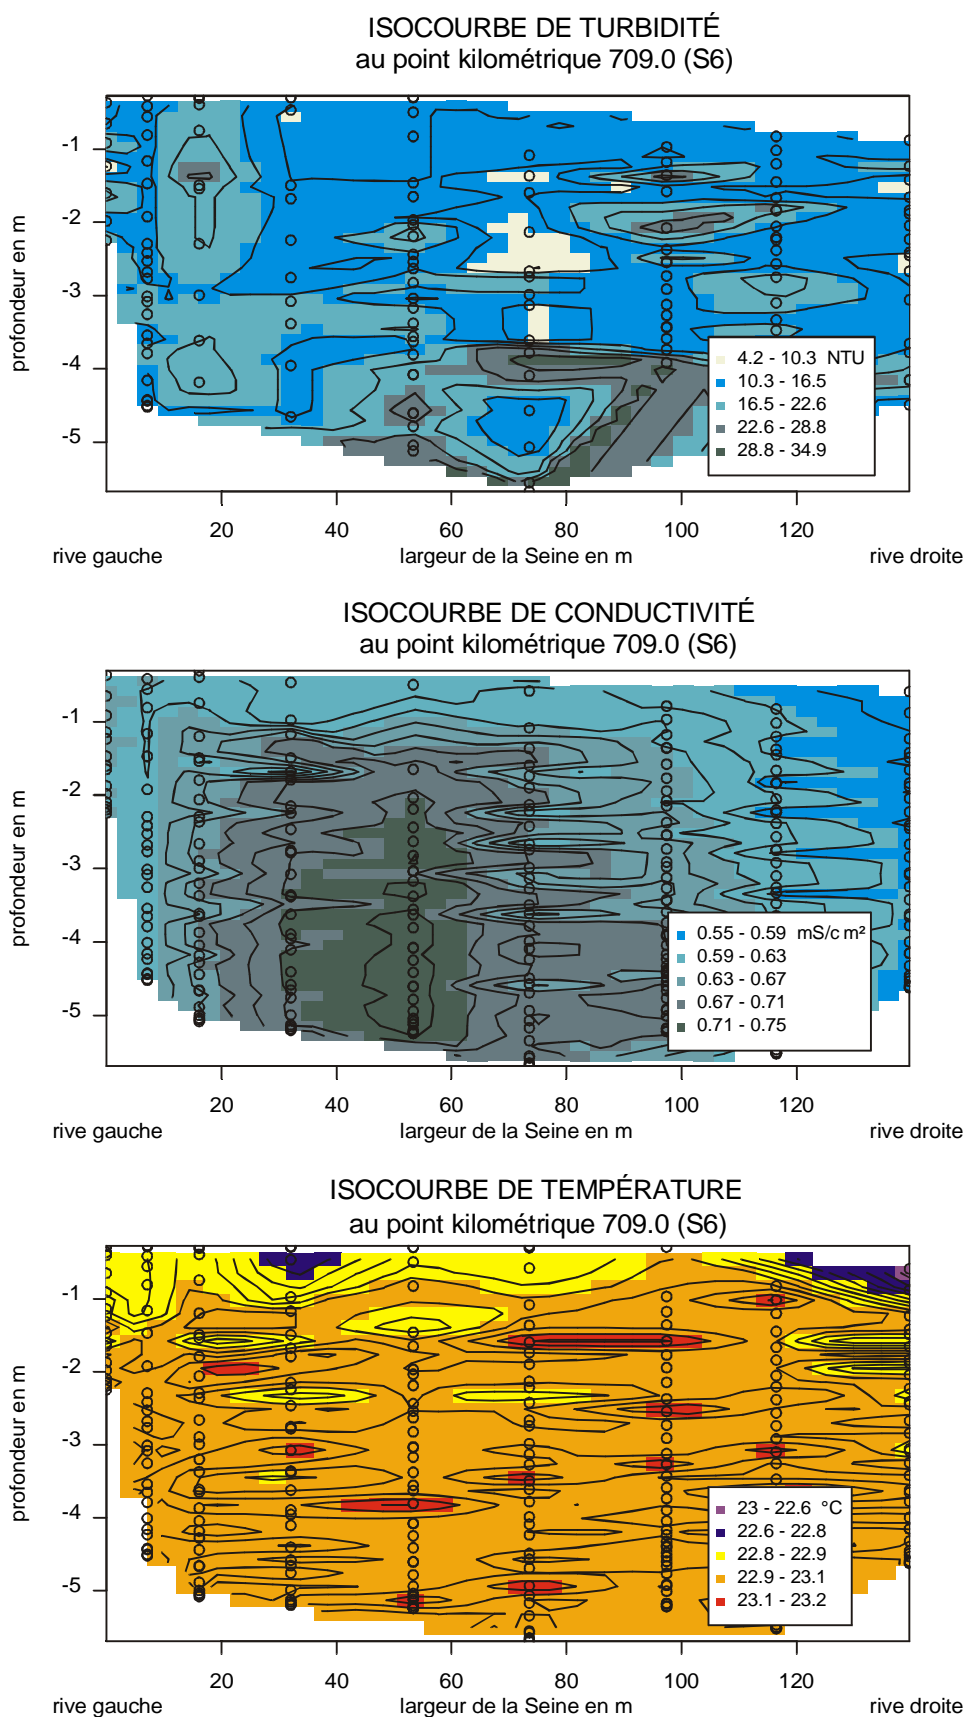 ISOCOURBE DE TURBIDITÉ
au point kilométrique 709.0 (S6)
profondeur en m
-1
-2
-3
-4
-5
4.2 - 10.3 NTU
10.3 - 16.5
16.5 - 22.6
22.6 - 28.8
28.8 - 34.9
20 40 60 80 100 120
rive gauche largeur de la Seine en m rive droite
ISOCOURBE DE CONDUCTIVITÉ
au point kilométrique 709.0 (S6)
profondeur en m
-1
-2
-3
-4
-5
0.55 - 0.59 mS/c m²
0.59 - 0.63
0.63 - 0.67
0.67 - 0.71
0.71 - 0.75
20 40 60 80 100 120
rive gauche largeur de la Seine en m rive droite
ISOCOURBE DE TEMPÉRATURE
au point kilométrique 709.0 (S6)
profondeur en m
-1
-2
-3
-4
-5
23 - 22.6 °C
22.6 - 22.8
22.8 - 22.9
22.9 - 23.1
23.1 - 23.2
20 40 60 80 100 120
rive gauche largeur de la Seine en m rive droite